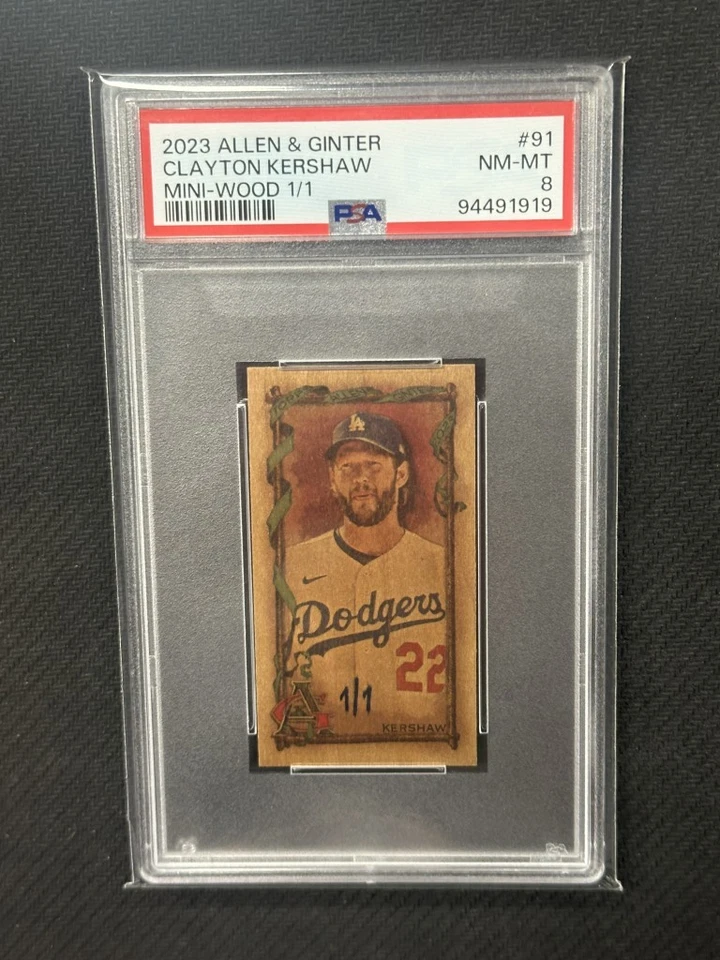 2023 ALLEN & GINTER #91
CLAYTON KERSHAW NM-MT
MINI-WOOD 1/1 8
PSA 94491919
LA
Dodgers
22
AG
1/1
KERSHAW